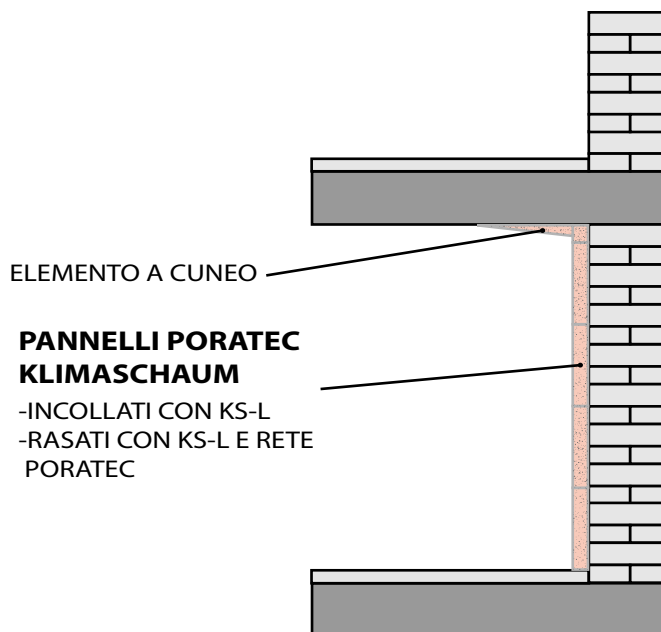 ELEMENTO A CUNEO
PANNELLI PORATEC
KLIMASCHAUM
-INCOLLATI CON KS-L
-RASATI CON KS-L E RETE
PORATEC